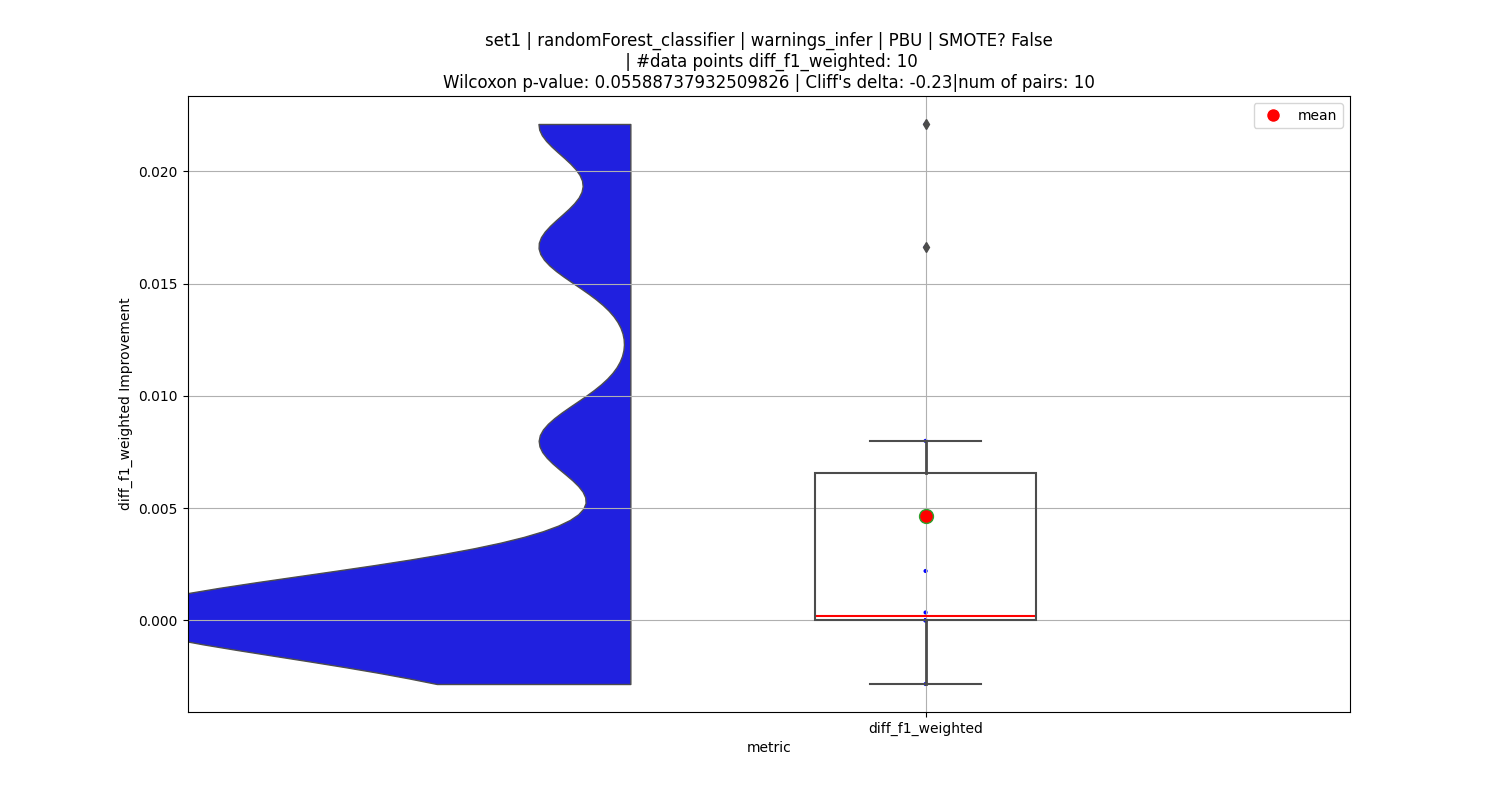 set1 | randomForest_classifier | warnings_infer | PBU | SMOTE? False
| #data points diff_f1_weighted: 10
Wilcoxon p-value: 0.05588737932509826 | Cliff's delta: -0.23|num of pairs: 10
mean
0.020
0.015
0.010
0.005
0.000
diff_f1_weighted Improvement
diff_f1_weighted
metric